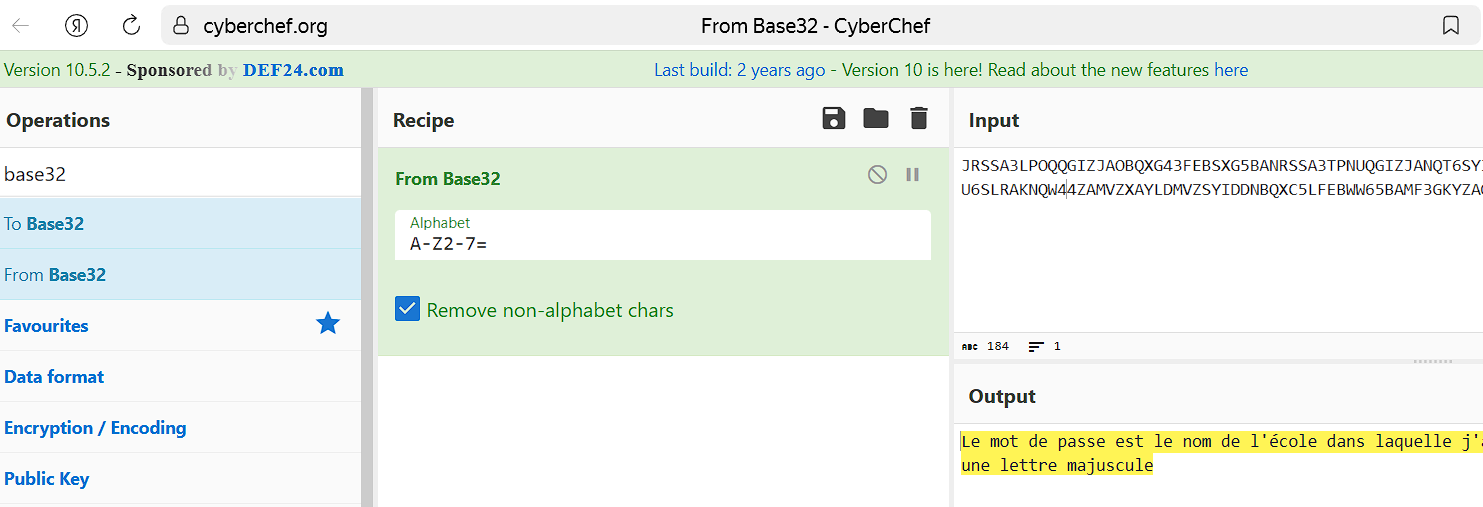 cyberchef.org From Base32 - CyberChef
Version 10.5.2 - Sponsored by DEF24.com Last build: 2 years ago - Version 10 is here! Read about the new features here
Operations
base32
To Base32
From Base32
Favourites
Data format
Encryption / Encoding
Public Key
Recipe
From Base32
Alphabet
A-Z2-7=
Remove non-alphabet chars
Input
JRSSA3LPOQQGIZJAOBQXG43FEBSXG5BANRSSA3TPNUQGIZJANQT6SY
U6SLRAKNQW44ZAMVZXAYLDMVZSYIDDNBQXC5LFEBWW65BAMF3GKYZA
ABC 184 1
Output
Le mot de passe est le nom de l'école dans laquelle j'
une lettre majuscule